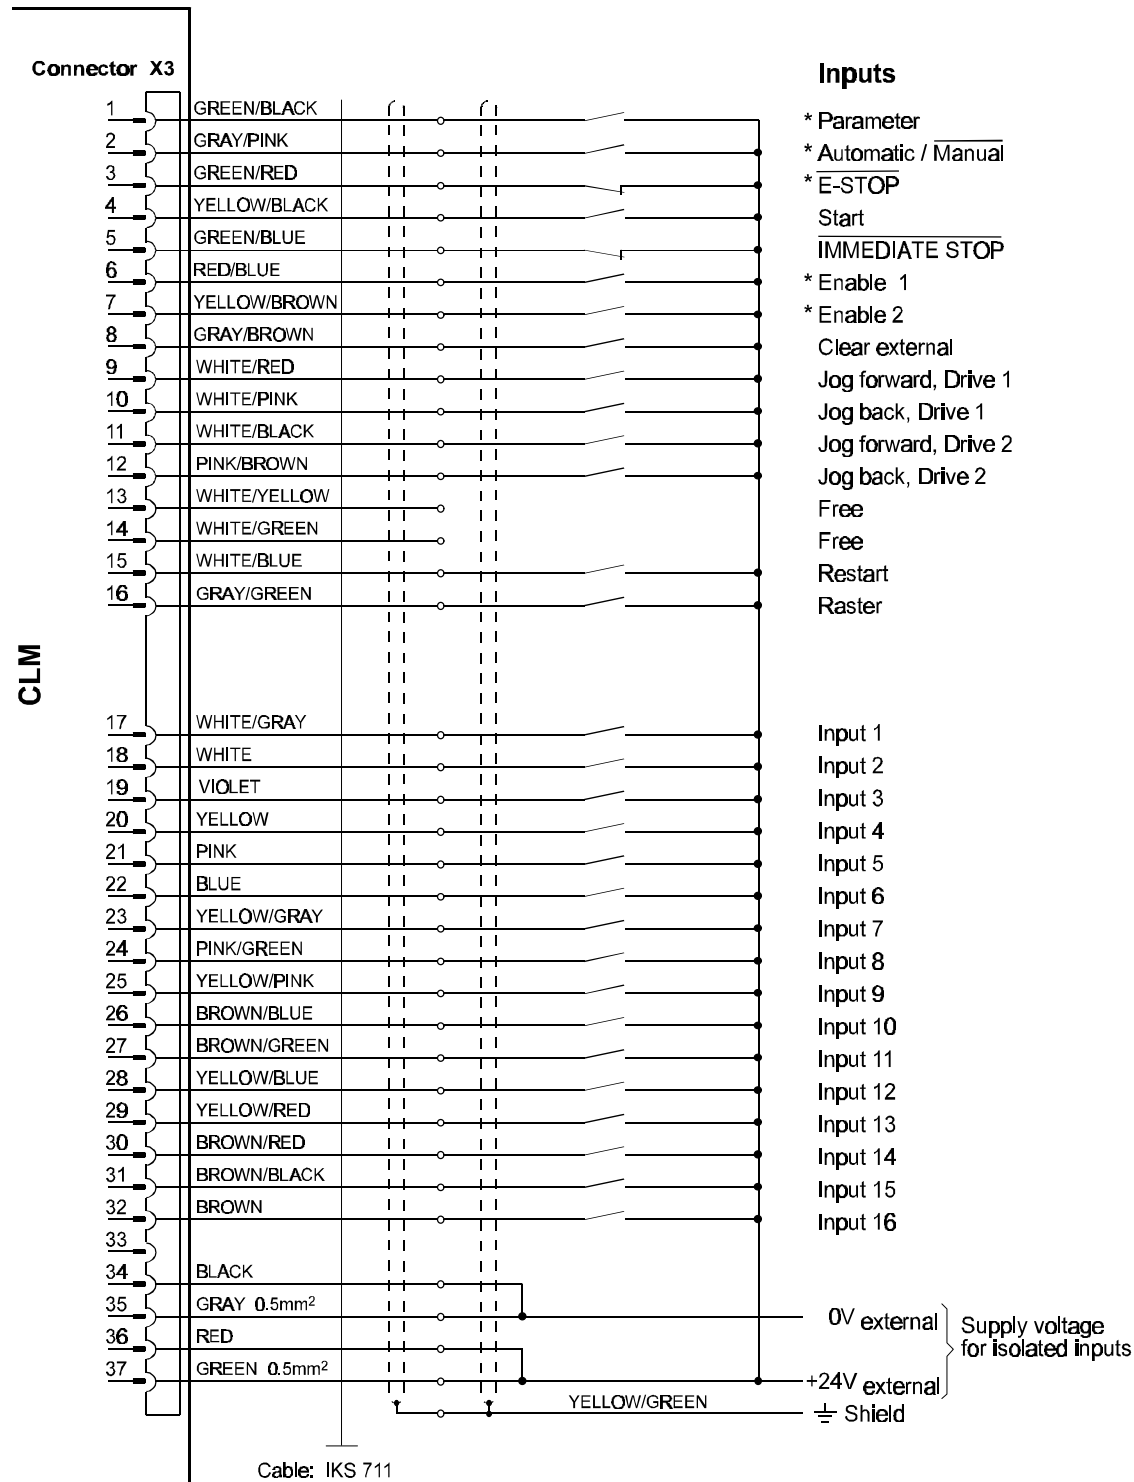 Connector X3
Inputs
1 GREEN/BLACK * Parameter
2 GRAY/PINK * Automatic / Manual
3 GREEN/RED * E-STOP
4 YELLOW/BLACK Start
5 GREEN/BLUE IMMEDIATE STOP
6 RED/BLUE * Enable 1
7 YELLOW/BROWN * Enable 2
8 GRAY/BROWN Clear external
9 WHITE/RED Jog forward, Drive 1
10 WHITE/PINK Jog back, Drive 1
11 WHITE/BLACK Jog forward, Drive 2
12 PINK/BROWN Jog back, Drive 2
13 WHITE/YELLOW Free
14 WHITE/GREEN Free
15 WHITE/BLUE Restart
16 GRAY/GREEN Raster
CLM
17 WHITE/GRAY Input 1
18 WHITE Input 2
19 VIOLET Input 3
20 YELLOW Input 4
21 PINK Input 5
22 BLUE Input 6
23 YELLOW/GRAY Input 7
24 PINK/GREEN Input 8
25 YELLOW/PINK Input 9
26 BROWN/BLUE Input 10
27 BROWN/GREEN Input 11
28 YELLOW/BLUE Input 12
29 YELLOW/RED Input 13
30 BROWN/RED Input 14
31 BROWN/BLACK Input 15
32 BROWN Input 16
33
34 BLACK
35 GRAY 0.5mm² 0V external
36 RED
37 GREEN 0.5mm² +24V external
Supply voltage
for isolated inputs
YELLOW/GREEN Shield
Cable: IKS 711